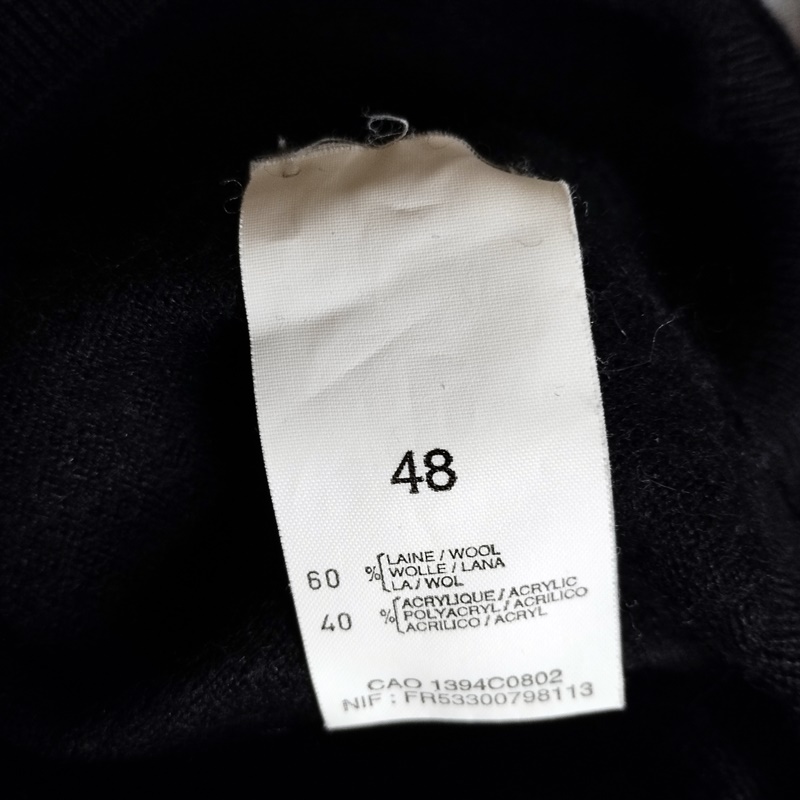 48
60 % LAINE / WOOL
WOLLE / LANA
LA / WOL
40 % ACRYLIQUE / ACRYLIC
POLYACRYL / ACRILICO
ACRILICO / ACRYL
CAO 1394C0802
NIF : FR53300798113